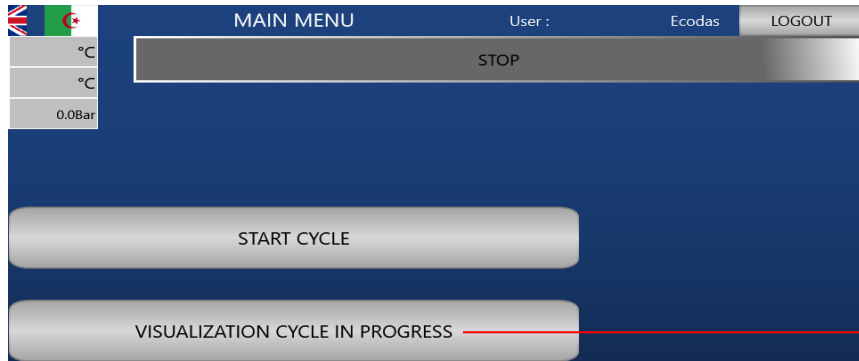 MAIN MENU User : Ecodas LOGOUT
°C
STOP
°C
0.0Bar
START CYCLE
VISUALIZATION CYCLE IN PROGRESS